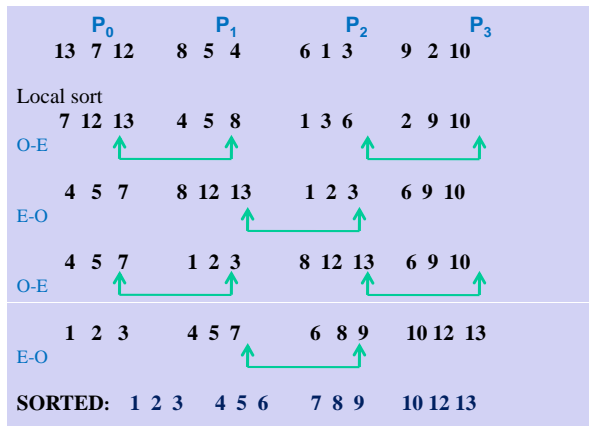 P0 P1 P2 P3
13 7 12 8 5 4 6 1 3 9 2 10
Local sort
7 12 13 4 5 8 1 3 6 2 9 10
O-E
4 5 7 8 12 13 1 2 3 6 9 10
E-O
4 5 7 1 2 3 8 12 13 6 9 10
O-E
1 2 3 4 5 7 6 8 9 10 12 13
E-O
SORTED: 1 2 3 4 5 6 7 8 9 10 12 13